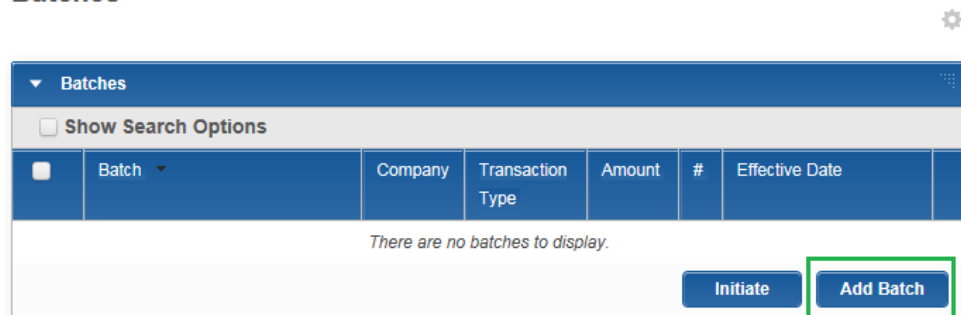 Batches
Show Search Options
Batch Company Transaction Type Amount # Effective Date
There are no batches to display.
Initiate Add Batch